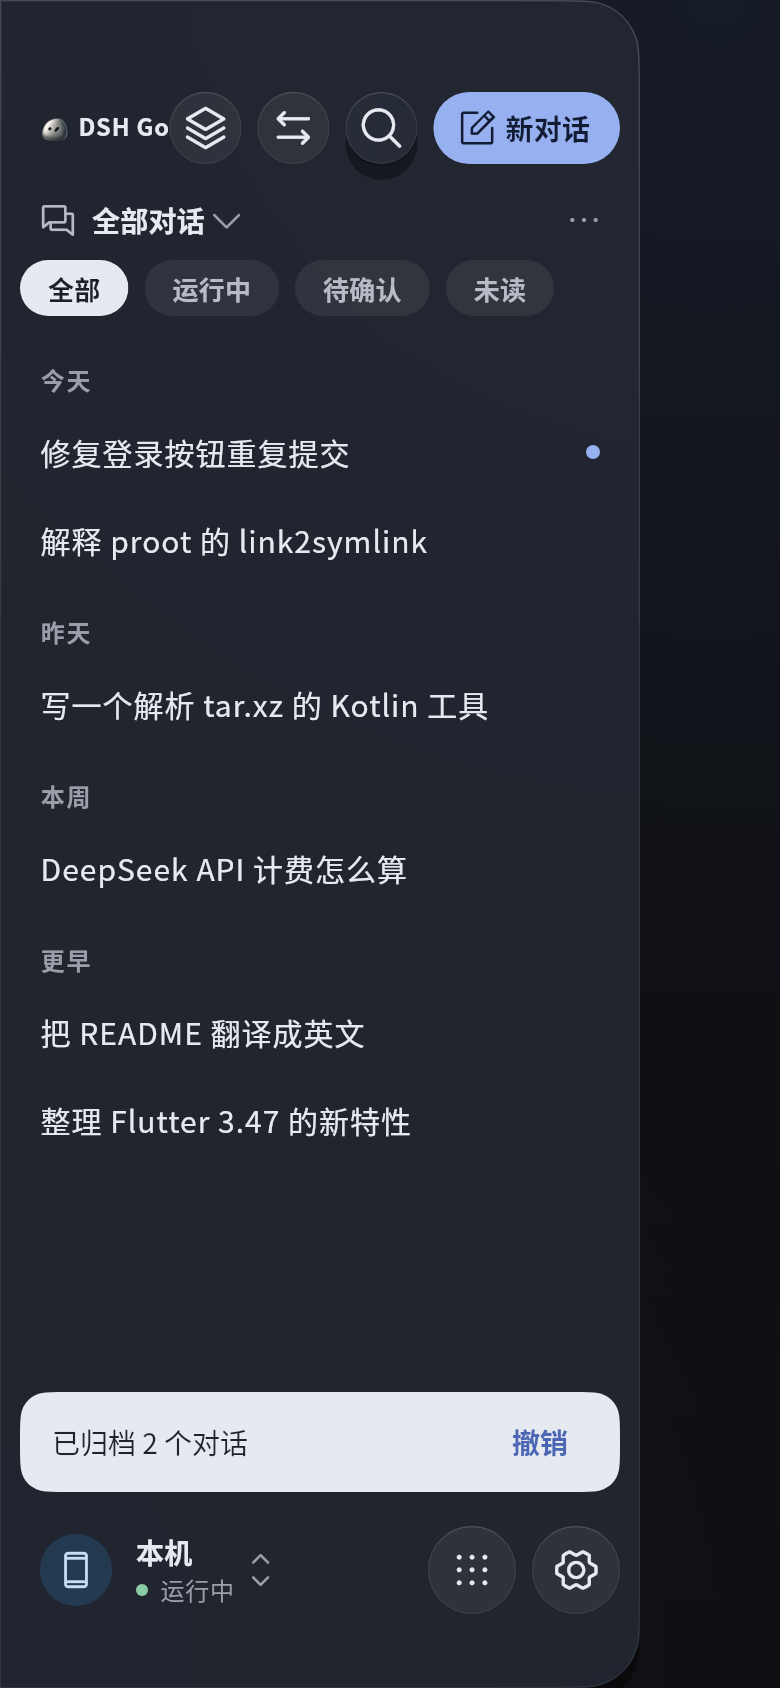 DSH Go
新对话
全部对话
全部 运行中 待确认 未读
今天
修复登录按钮重复提交
解释 proot 的 link2symlink
昨天
写一个解析 tar.xz 的 Kotlin 工具
本周
DeepSeek API 计费怎么算
更早
把 README 翻译成英文
整理 Flutter 3.47 的新特性
已归档 2 个对话 撤销
本机
运行中